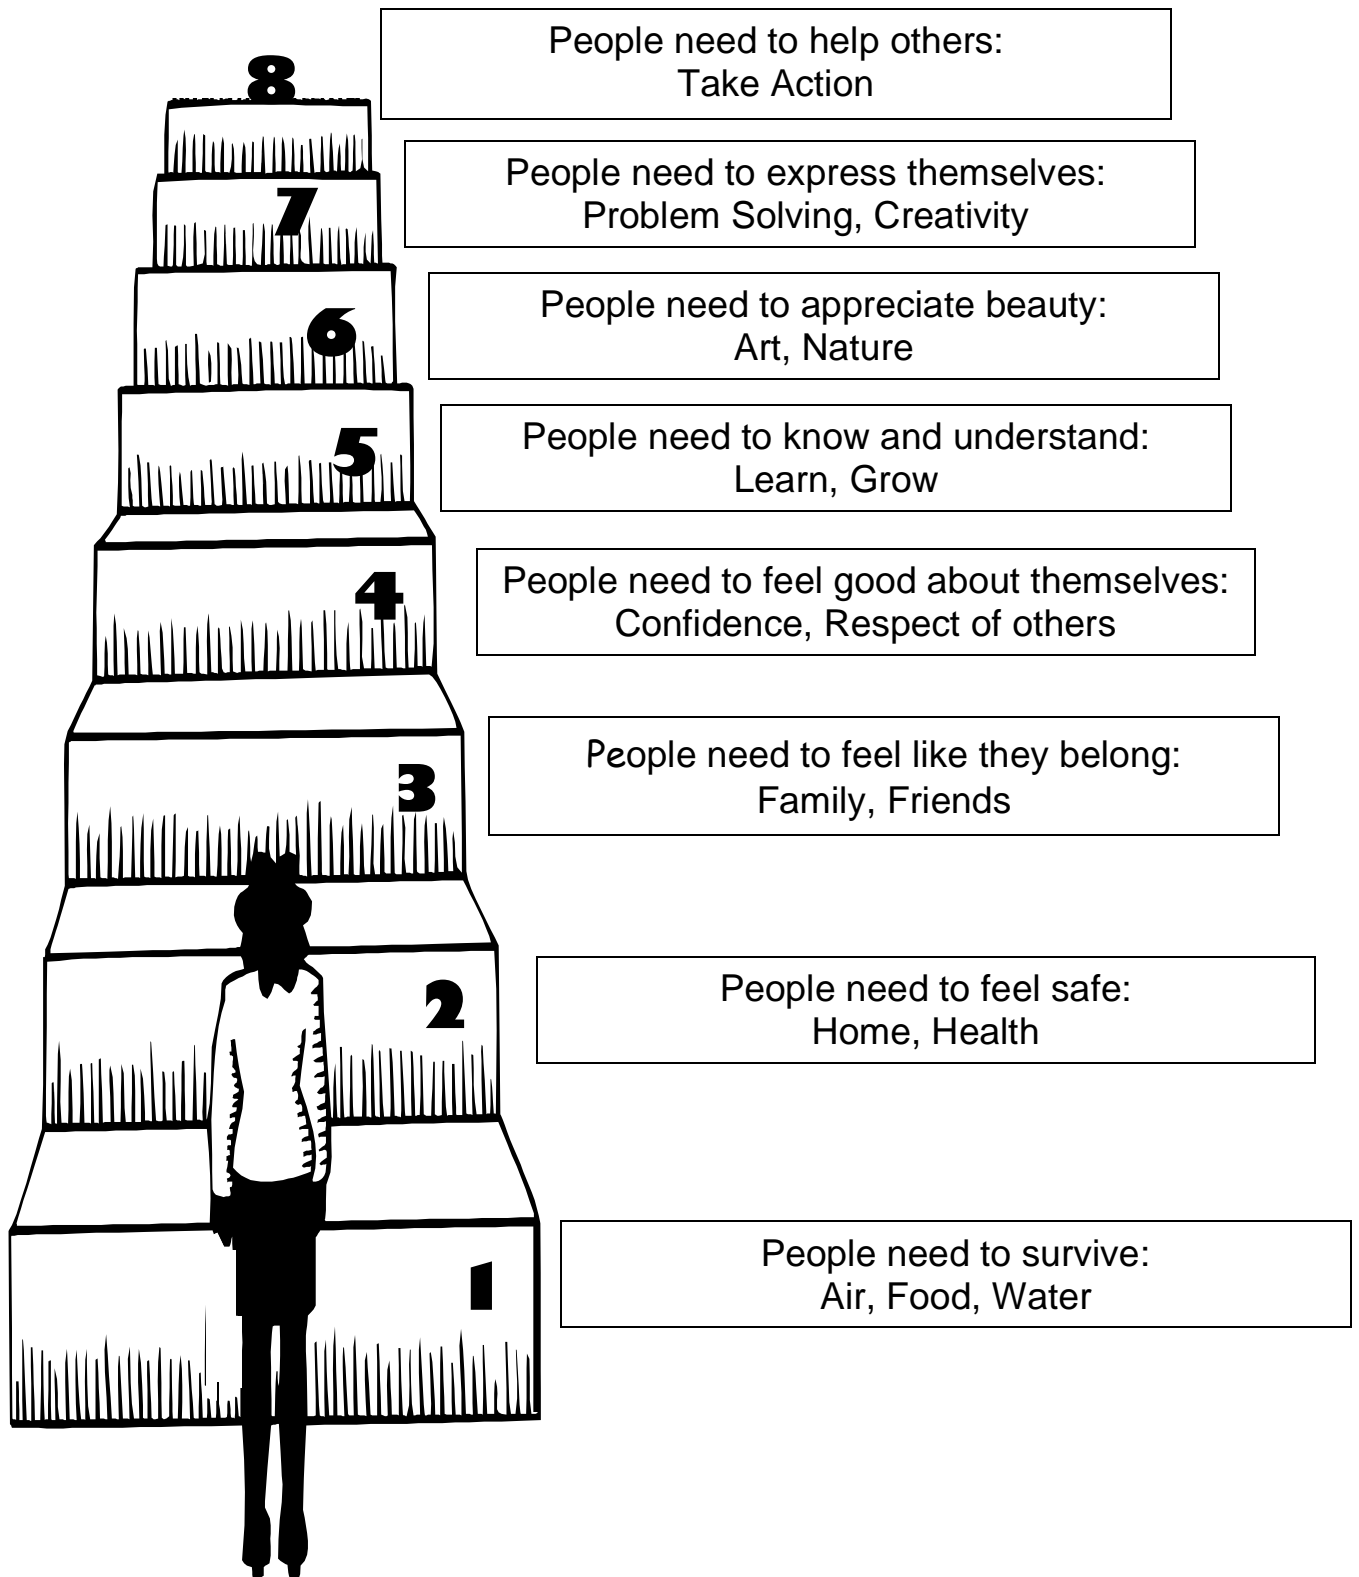 8
People need to help others:
Take Action
7
People need to express themselves:
Problem Solving, Creativity
6
People need to appreciate beauty:
Art, Nature
5
People need to know and understand:
Learn, Grow
4
People need to feel good about themselves:
Confidence, Respect of others
3
People need to feel like they belong:
Family, Friends
2
People need to feel safe:
Home, Health
1
People need to survive:
Air, Food, Water